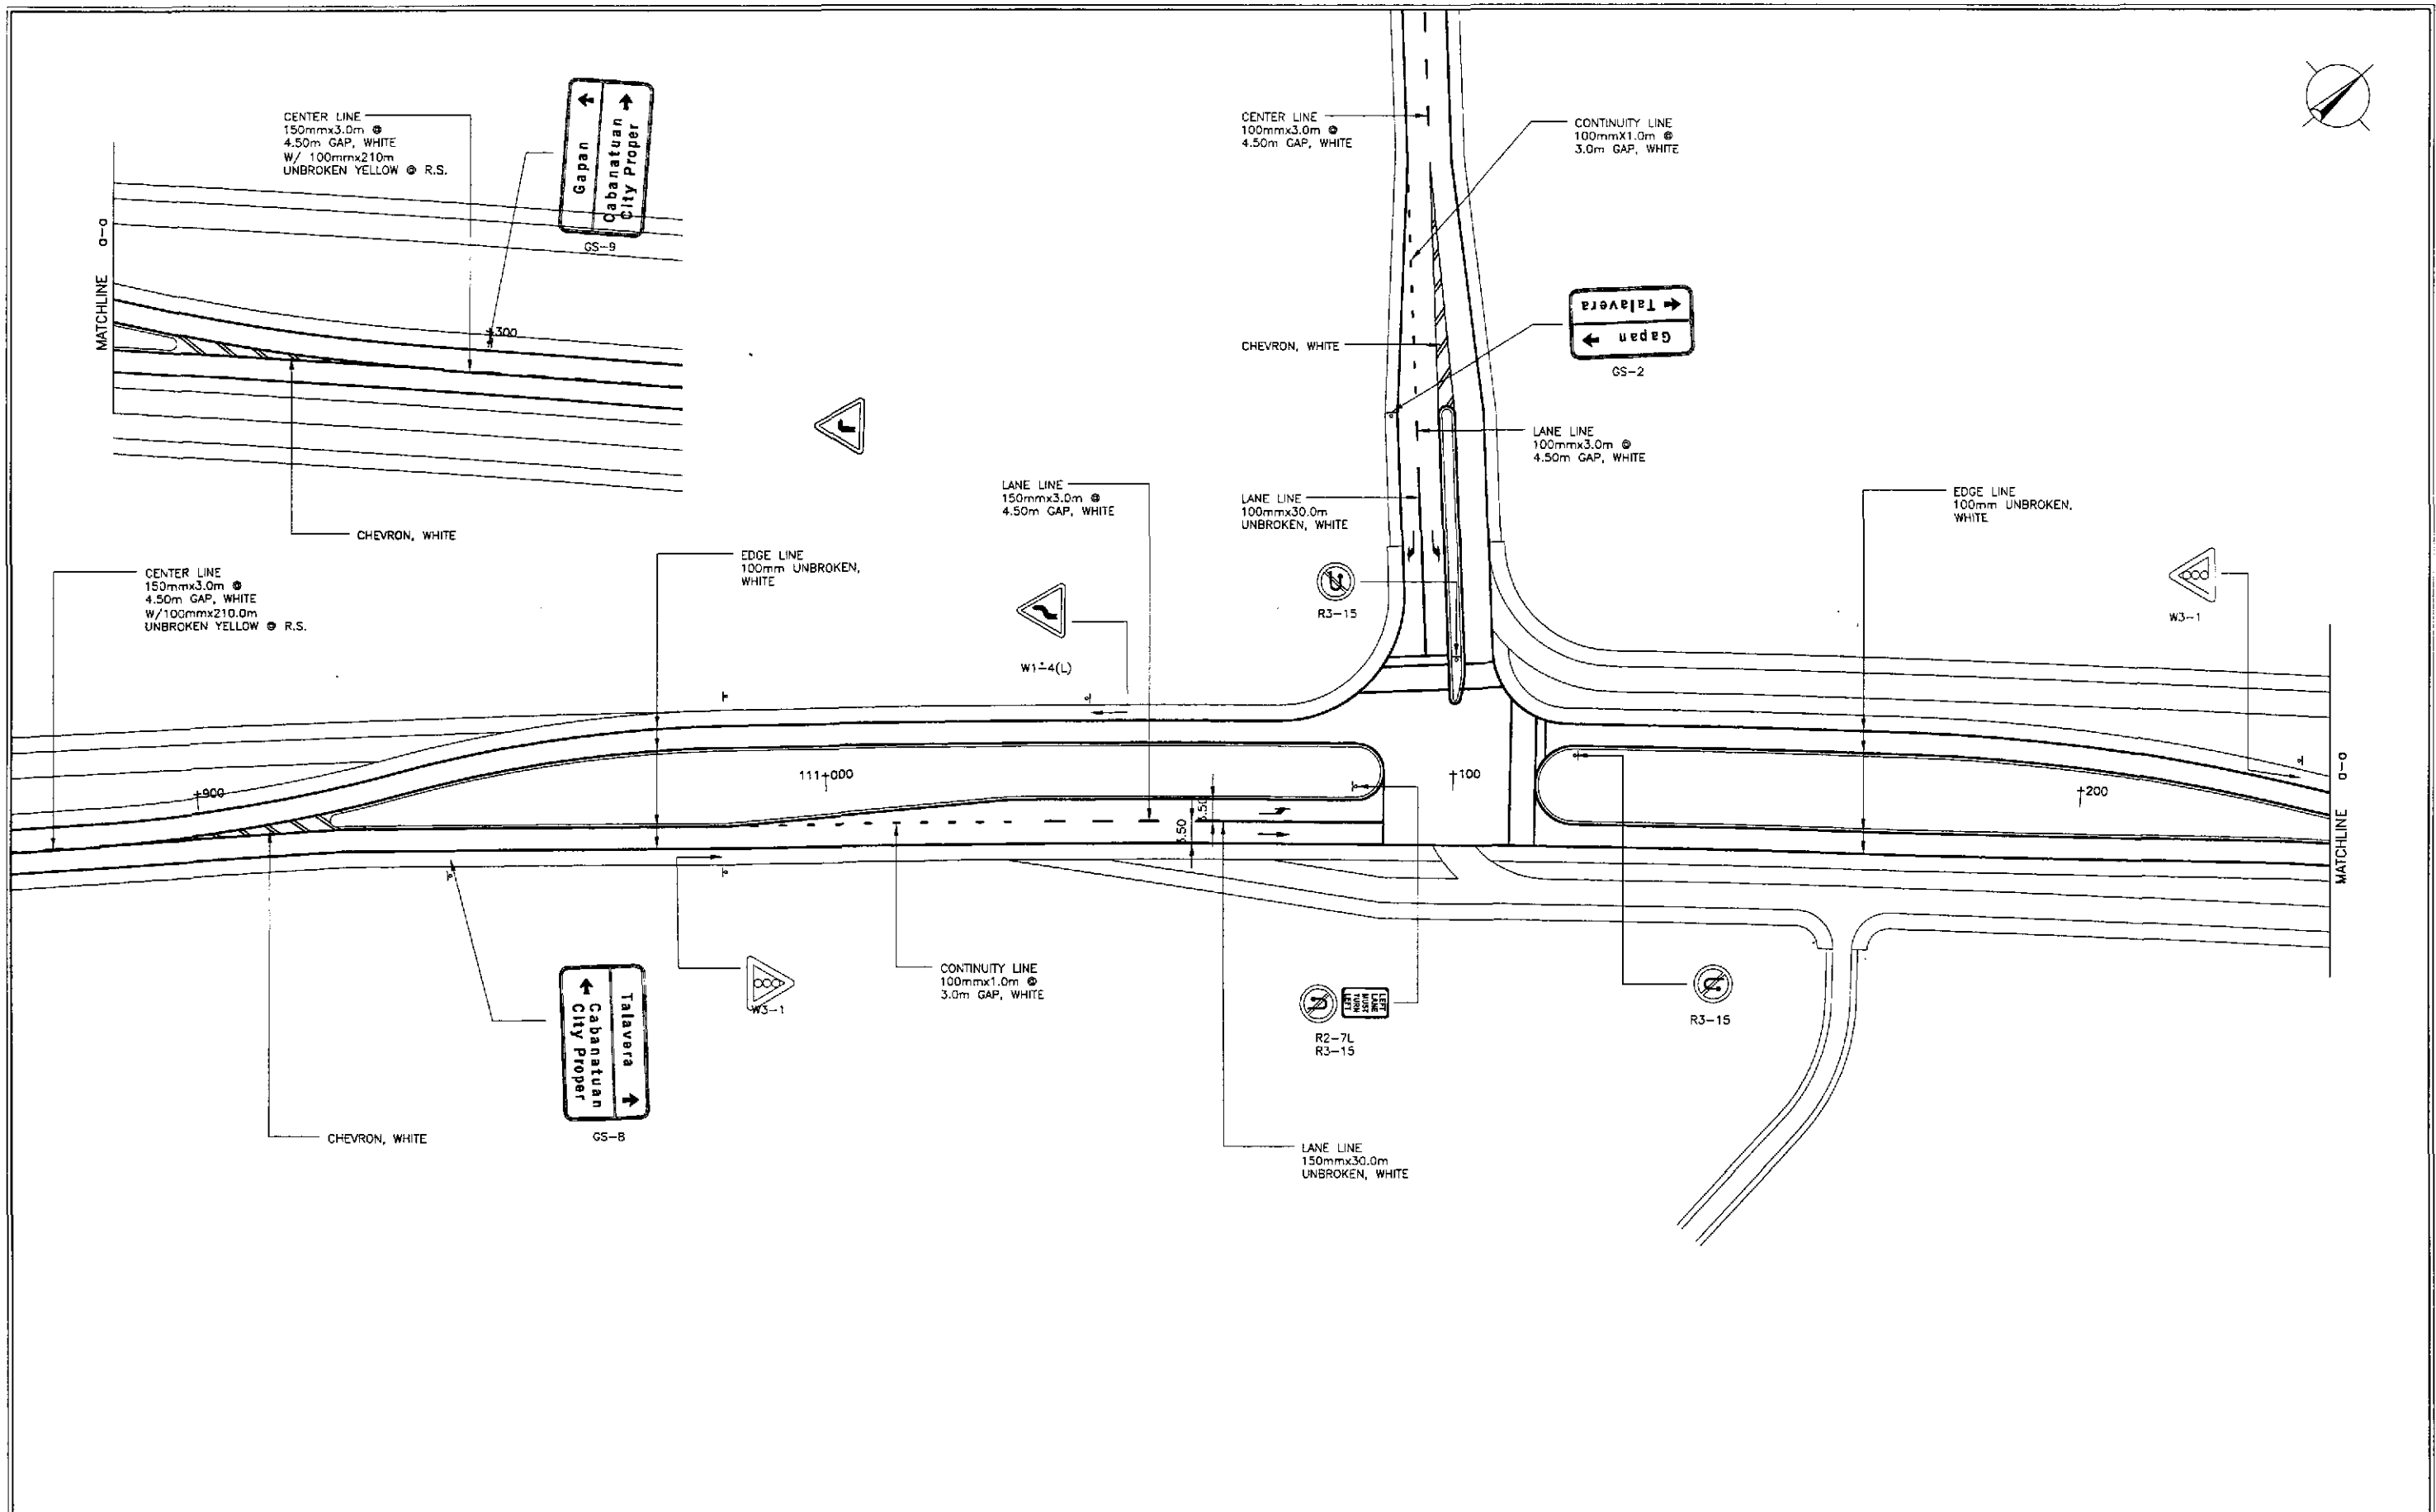 CENTER LINE
150mmx3.0m @
4.50m GAP, WHITE
W/ 100mmx210m
UNBROKEN YELLOW @ R.S.
Gapan
Cabanatuan
City Proper
GS-9
CENTER LINE
100mmx3.0m @
4.50m GAP, WHITE
CONTINUITY LINE
100mmX1.0m @
3.0m GAP, WHITE
MATCHLINE a-a
+300
CHEVRON, WHITE
Talavera
Gapan
GS-2
CHEVRON, WHITE
LANE LINE
100mmx3.0m @
4.50m GAP, WHITE
LANE LINE
150mmx3.0m @
4.50m GAP, WHITE
LANE LINE
100mmx30.0m
UNBROKEN, WHITE
EDGE LINE
100mm UNBROKEN,
WHITE
CENTER LINE
150mmx3.0m @
4.50m GAP, WHITE
W/100mmx210.0m
UNBROKEN YELLOW @ R.S.
EDGE LINE
100mm UNBROKEN,
WHITE
R3-15
W3-1
W1-4(L)
+900
111+000
+100
+200
3.50
3.50
MATCHLINE a-a
Talavera
Cabanatuan
City Proper
GS-8
W3-1
CONTINUITY LINE
100mmx1.0m @
3.0m GAP, WHITE
LEFT
LANE
MUST
TURN
LEFT
R2-7L
R3-15
R3-15
CHEVRON, WHITE
LANE LINE
150mmx30.0m
UNBROKEN, WHITE